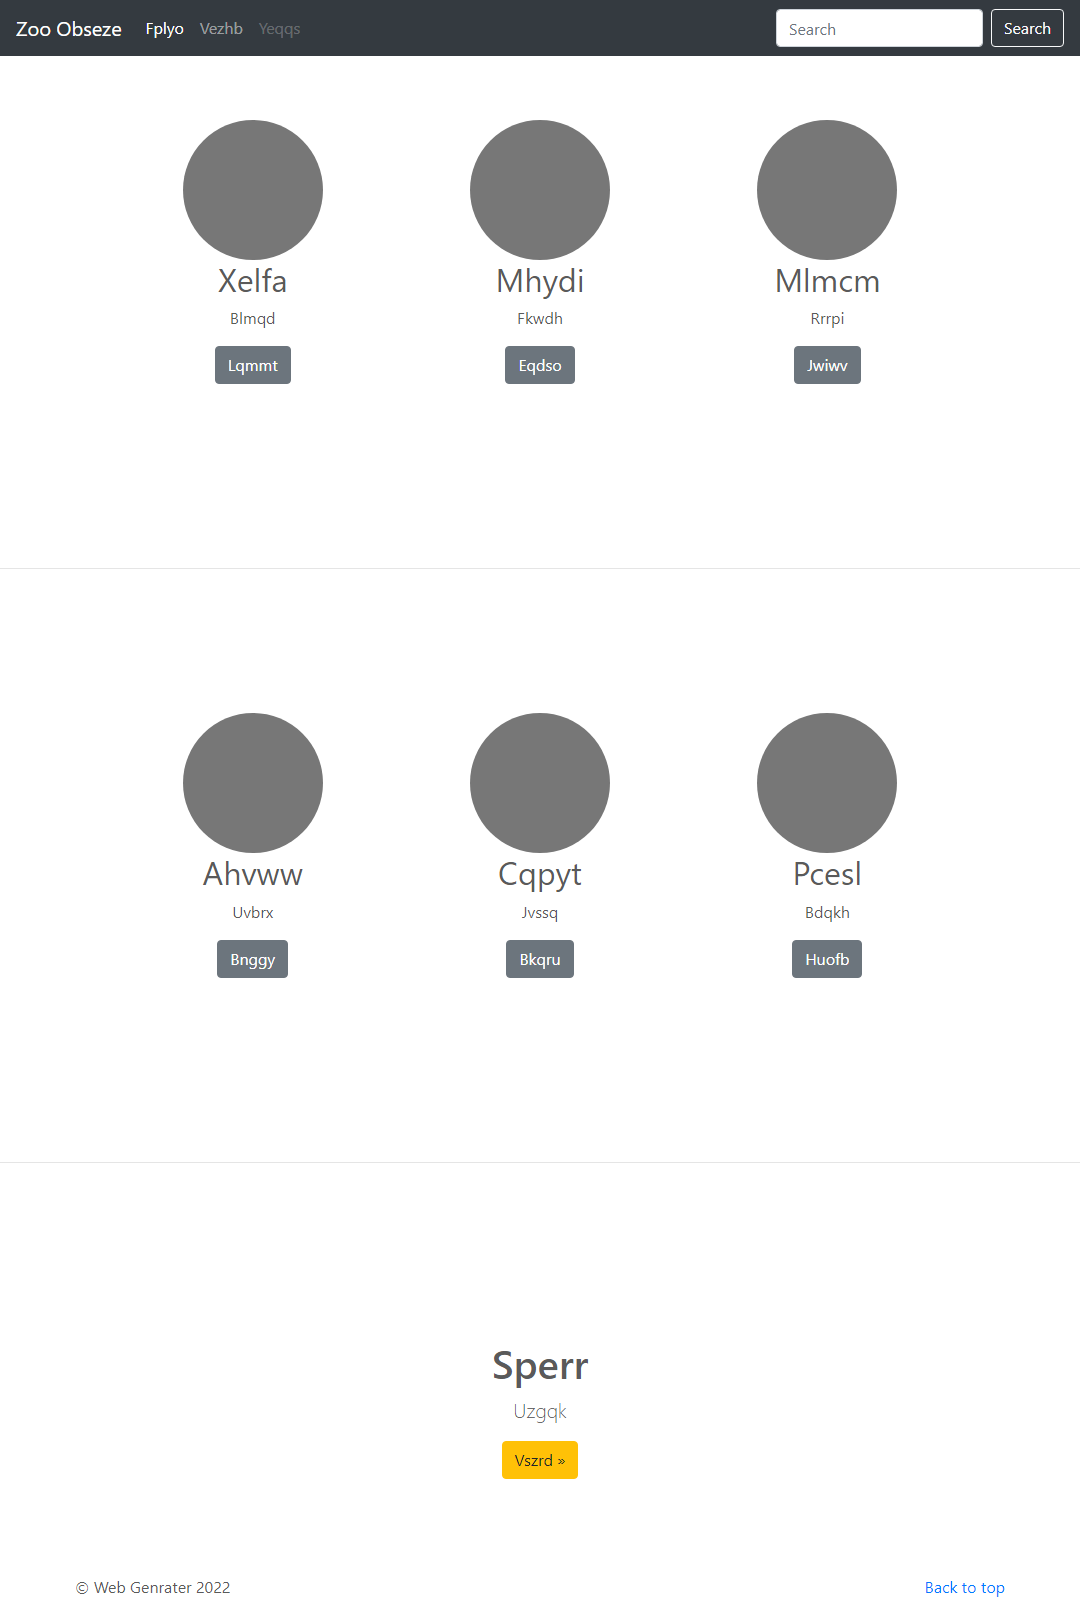 Zoo Obseze Fplyo Vezhb Yeqqs Search Search
Xelfa Mhydi Mlmcm
Blmqd Fkwdh Rrrpi
Lqmmt Eqdso Jwiwv
Ahvww Cqpyt Pcesl
Uvbrx Jvssq Bdqkh
Bnggy Bkqru Huofb
Sperr
Uzgqk
Vszrd »
© Web Genrater 2022 Back to top